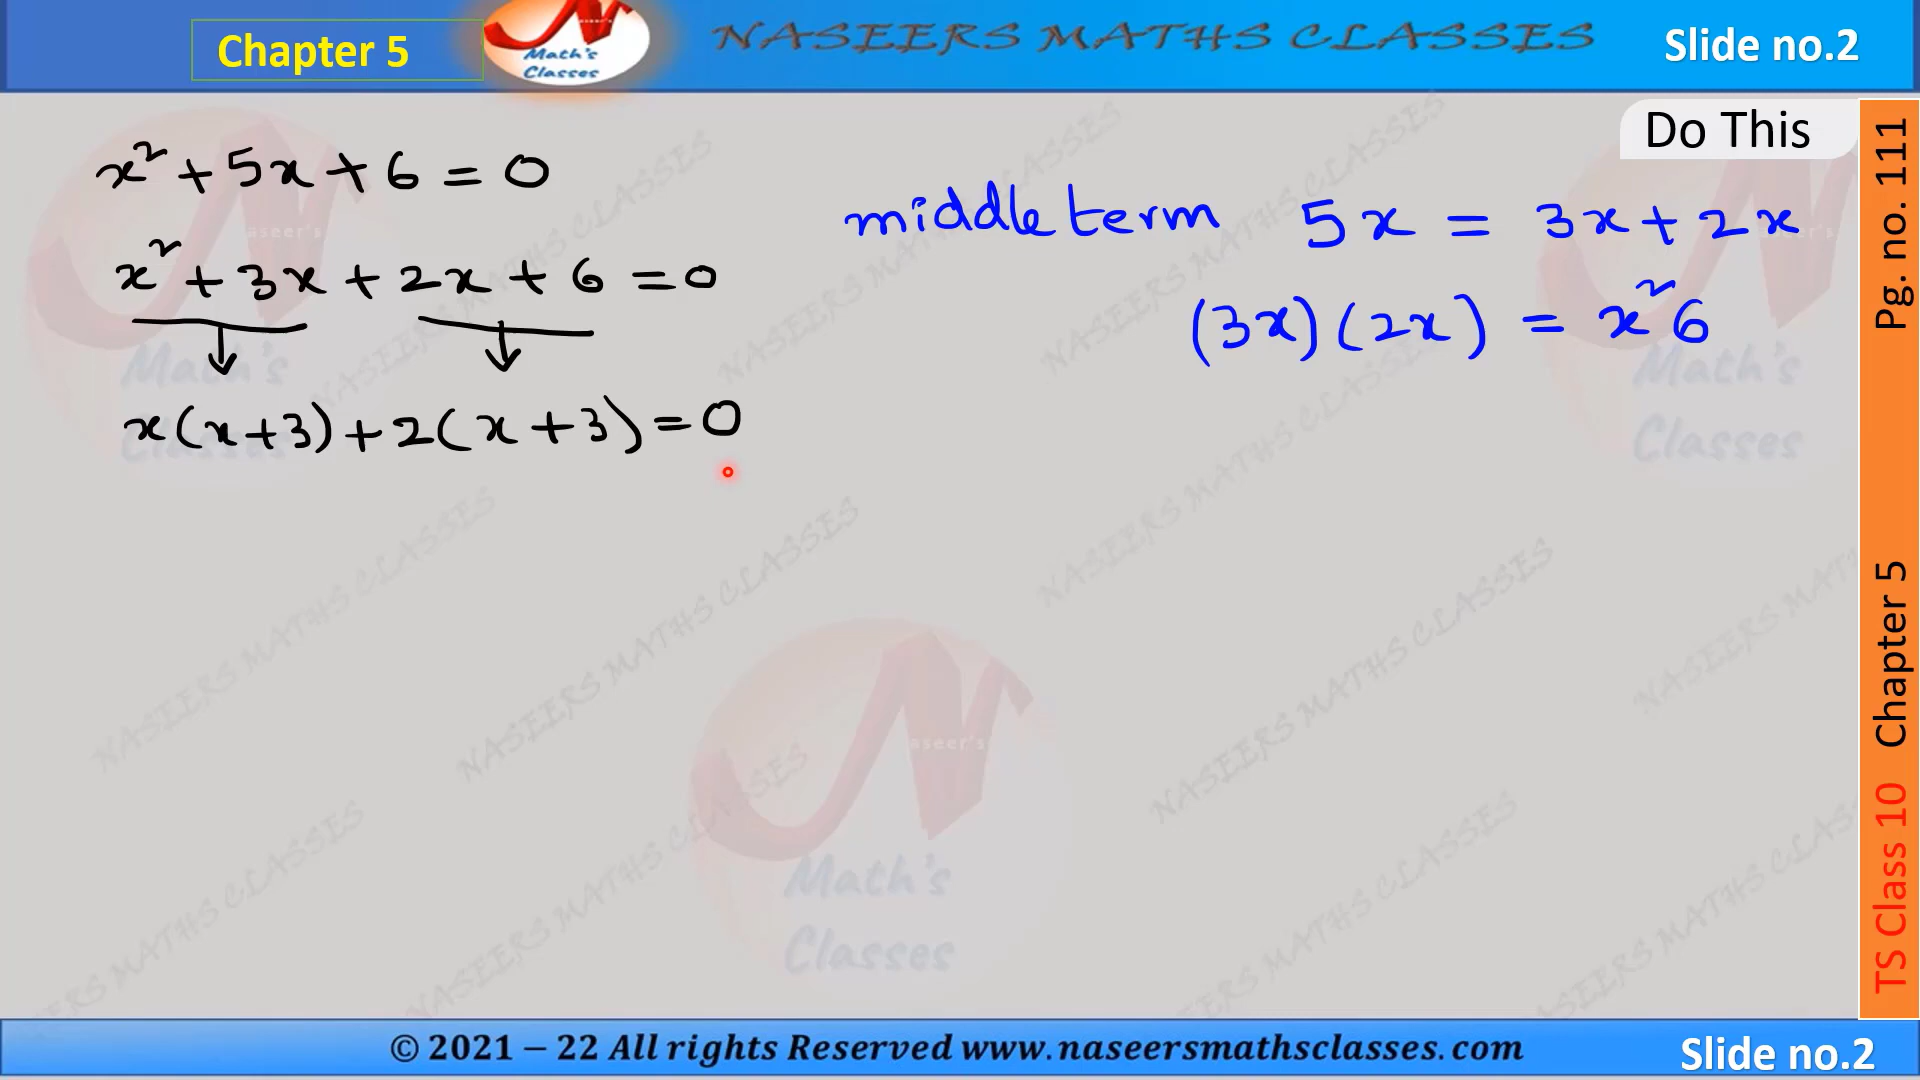 Chapter 5
Math's
Classes
NASEERS MATHS CLASSES
Slide no.2
Do This
x² + 5x + 6 = 0
x² + 3x + 2x + 6 = 0
x(x+3) + 2(x+3) = 0
middle term 5x = 3x + 2x
(3x)(2x) = x²6
Pg. no. 111
Chapter 5
TS Class 10
© 2021 – 22 All rights Reserved www.naseersmathsclasses.com
Slide no.2